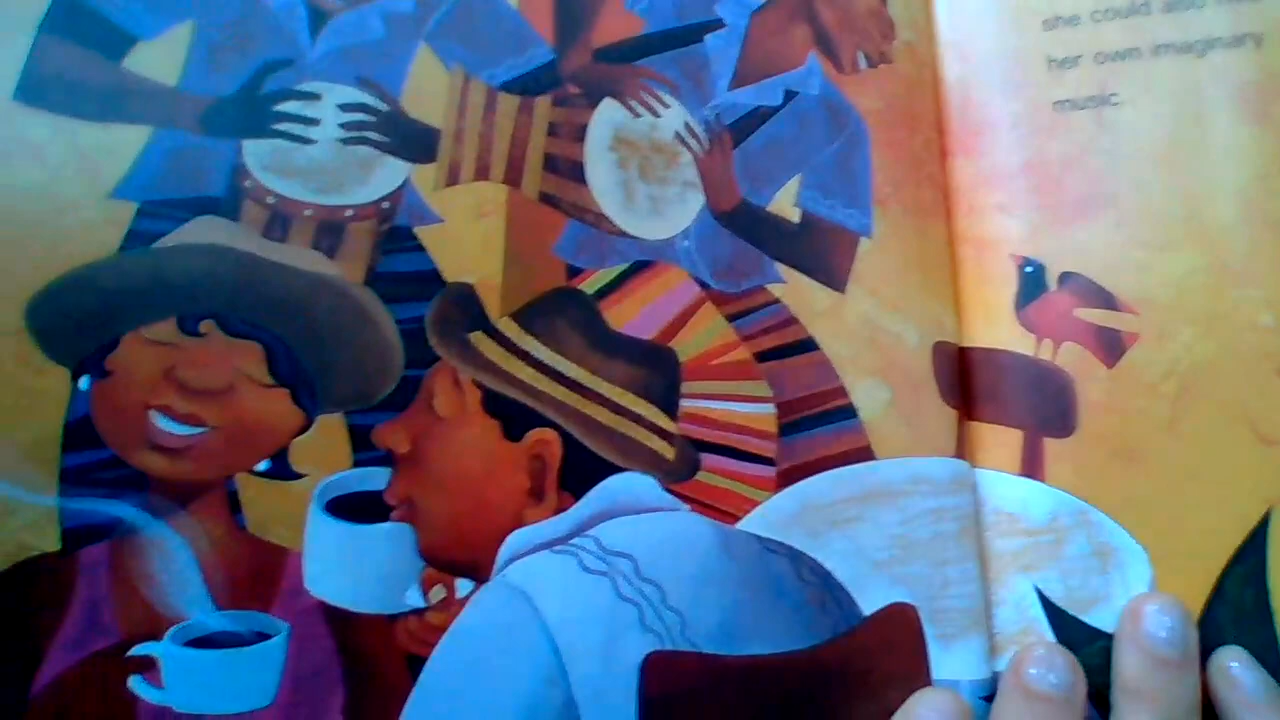 she could also
her own imaginary
music.